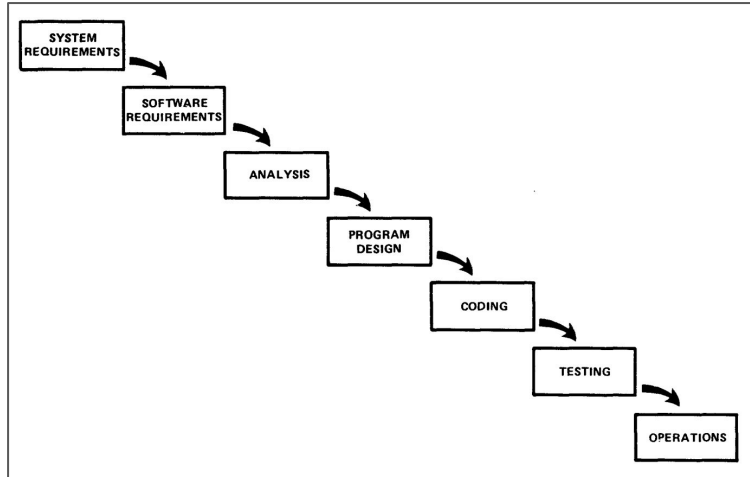 SYSTEM
REQUIREMENTS
SOFTWARE
REQUIREMENTS
ANALYSIS
PROGRAM
DESIGN
CODING
TESTING
OPERATIONS